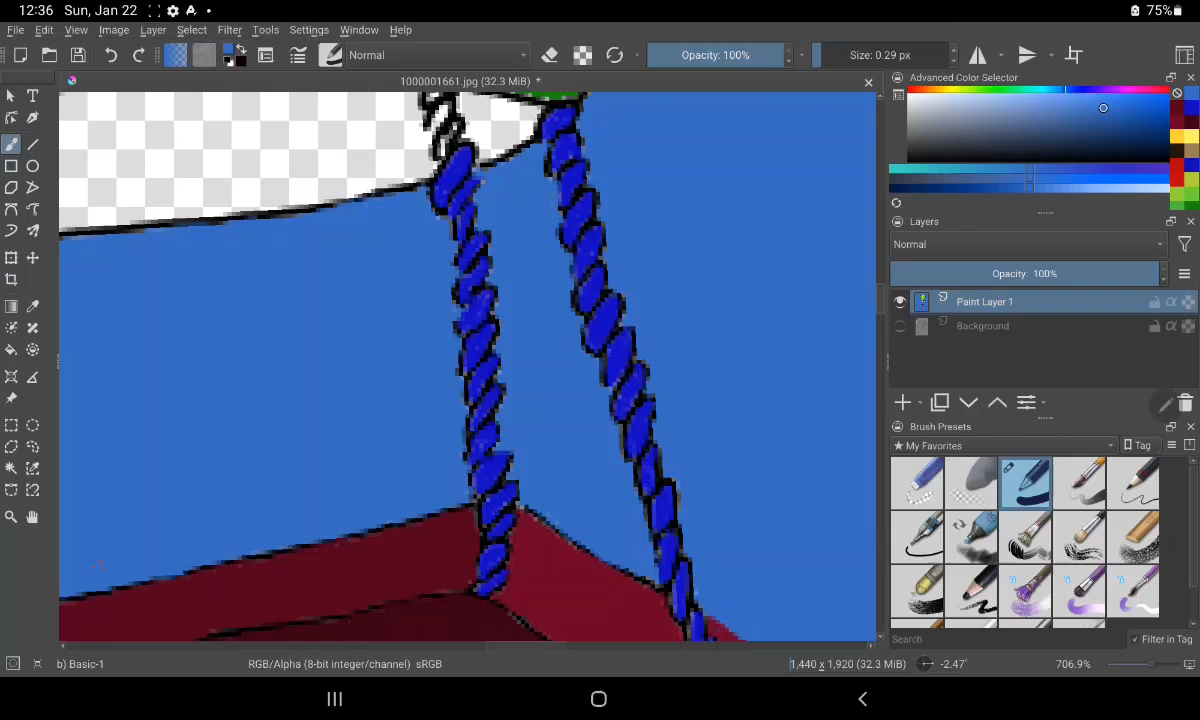 12:36 Sun, Jan 22
75%
File Edit View Image Layer Select Filter Tools Settings Window Help
Normal
Opacity: 100%
Size: 0.29 px
1000001661.jpg (32.3 MiB) *
Advanced Color Selector
Layers
Normal
Opacity: 100%
Paint Layer 1
Background
Brush Presets
★ My Favorites
Tag
Search
Filter in Tag
b) Basic-1
RGB/Alpha (8-bit integer/channel) sRGB
1,440 x 1,920 (32.3 MiB)
-2.47°
706.9%